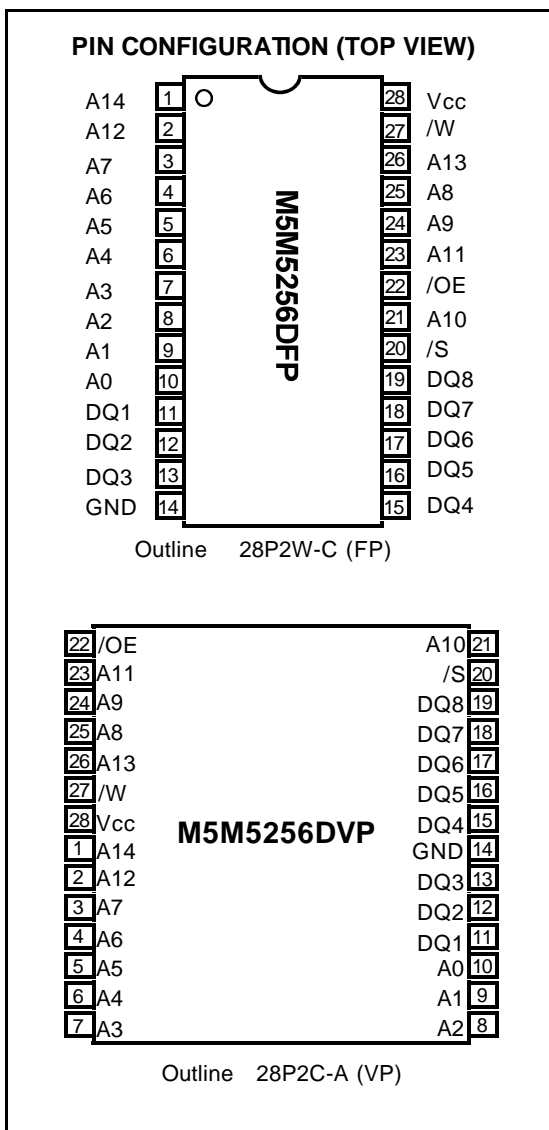 PIN CONFIGURATION (TOP VIEW)
A14 1 28 Vcc
A12 2 27 /W
A7 3 26 A13
A6 4 25 A8
A5 5 24 A9
A4 6 23 A11
A3 7 22 /OE
A2 8 21 A10
A1 9 20 /S
A0 10 19 DQ8
DQ1 11 18 DQ7
DQ2 12 17 DQ6
DQ3 13 16 DQ5
GND 14 15 DQ4
M5M5256DFP
Outline 28P2W-C (FP)
22 /OE A10 21
23 A11 /S 20
24 A9 DQ8 19
25 A8 DQ7 18
26 A13 DQ6 17
27 /W DQ5 16
28 Vcc DQ4 15
1 A14 GND 14
2 A12 DQ3 13
3 A7 DQ2 12
4 A6 DQ1 11
5 A5 A0 10
6 A4 A1 9
7 A3 A2 8
M5M5256DVP
Outline 28P2C-A (VP)